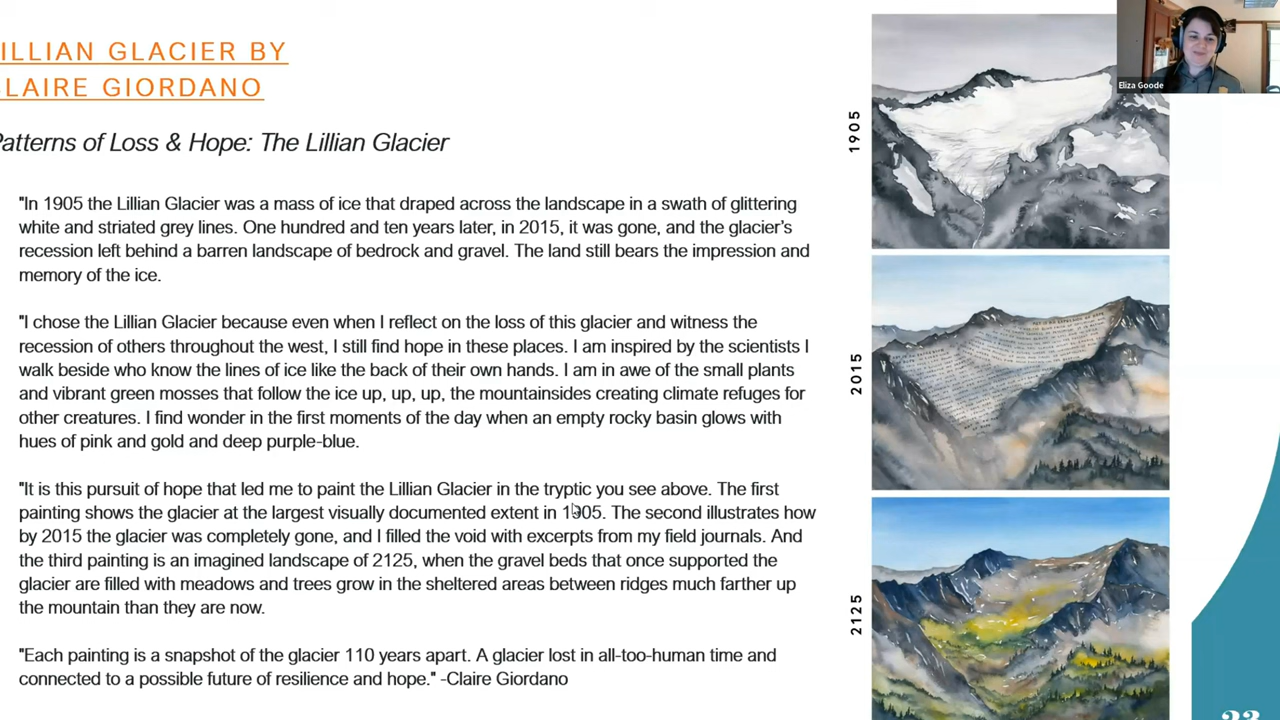 ILLIAN GLACIER BY
LAIRE GIORDANO
Patterns of Loss & Hope: The Lillian Glacier
"In 1905 the Lillian Glacier was a mass of ice that draped across the landscape in a swath of glittering
white and striated grey lines. One hundred and ten years later, in 2015, it was gone, and the glacier's
recession left behind a barren landscape of bedrock and gravel. The land still bears the impression and
memory of the ice.
"I chose the Lillian Glacier because even when I reflect on the loss of this glacier and witness the
recession of others throughout the west, I still find hope in these places. I am inspired by the scientists I
walk beside who know the lines of ice like the back of their own hands. I am in awe of the small plants
and vibrant green mosses that follow the ice up, up, up, the mountainsides creating climate refuges for
other creatures. I find wonder in the first moments of the day when an empty rocky basin glows with
hues of pink and gold and deep purple-blue.
"It is this pursuit of hope that led me to paint the Lillian Glacier in the tryptic you see above. The first
painting shows the glacier at the largest visually documented extent in 1905. The second illustrates how
by 2015 the glacier was completely gone, and I filled the void with excerpts from my field journals. And
the third painting is an imagined landscape of 2125, when the gravel beds that once supported the
glacier are filled with meadows and trees grow in the sheltered areas between ridges much farther up
the mountain than they are now.
"Each painting is a snapshot of the glacier 110 years apart. A glacier lost in all-too-human time and
connected to a possible future of resilience and hope." -Claire Giordano
1905
2015
2125
Eliza Goode
23